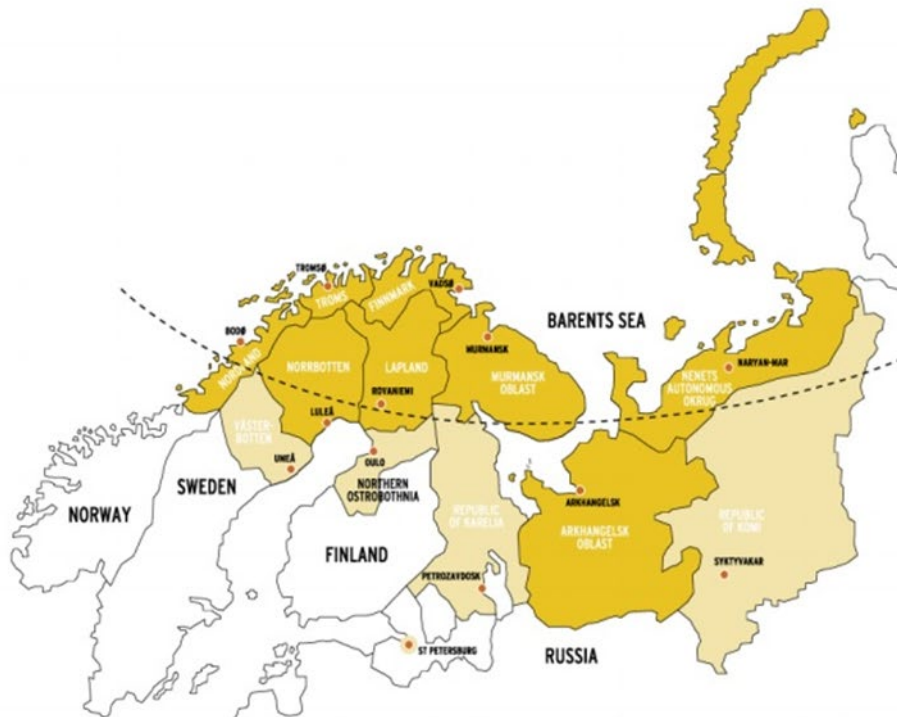 TROMSØ
TROMS
FINNMARK
VADSØ
BODØ
NORDLAND
NORRBOTTEN
LAPLAND
MURMANSK
BARENTS SEA
MURMANSK
OBLAST
NARYAN-MAR
NENETS
AUTONOMOUS
OKRUG
ROVANIEMI
LULEÅ
VÄSTER-
BOTTEN
UMEÅ
OULO
NORTHERN
OSTROBOTHNIA
SWEDEN
NORWAY
FINLAND
REPUBLIC
OF KARELIA
ARKHANGELSK
ARKHANGELSK
OBLAST
REPUBLIC
OF KOMI
SYKTYVAKAR
PETROZAVDOSK
ST PETERSBURG
RUSSIA